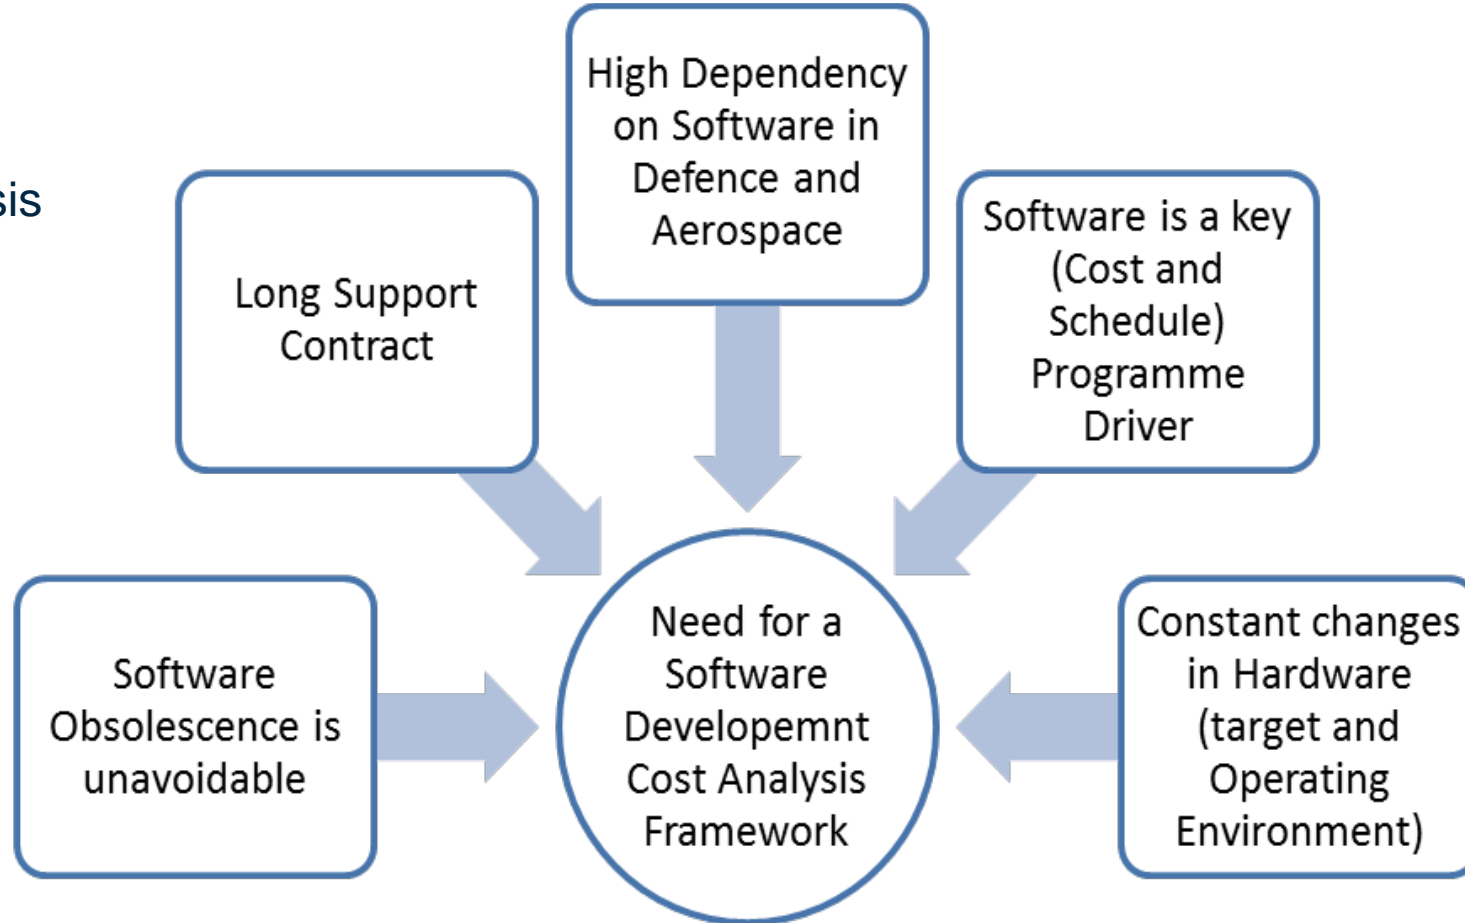 sis
High Dependency
on Software in
Defence and
Aerospace
Long Support
Contract
Software is a key
(Cost and
Schedule)
Programme
Driver
Software
Obsolescence is
unavoidable
Need for a
Software
Developemnt
Cost Analysis
Framework
Constant changes
in Hardware
(target and
Operating
Environment)